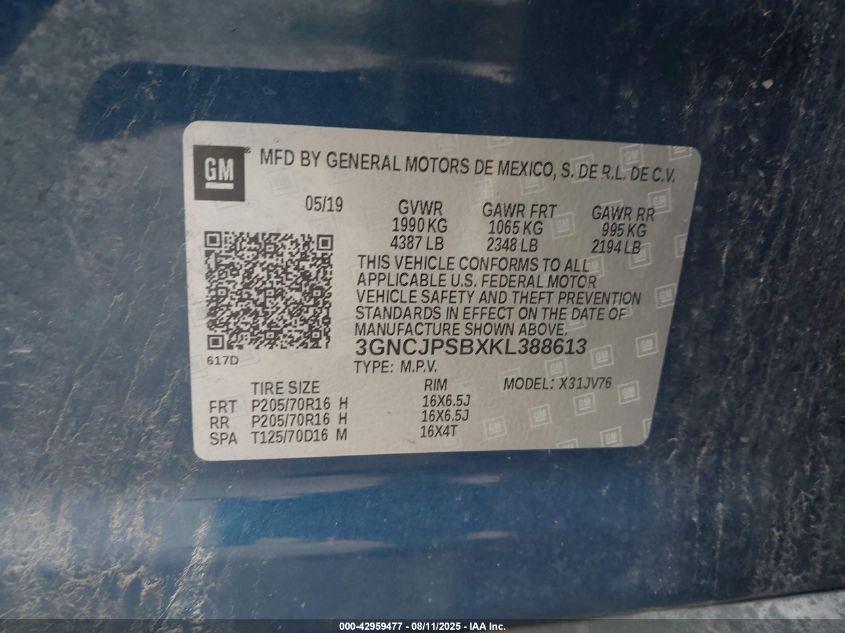 GM
MFD BY GENERAL MOTORS DE MEXICO, S. DE R.L. DE C.V.
05/19 GVWR GAWR FRT GAWR RR
1990 KG 1065 KG 995 KG
4387 LB 2348 LB 2194 LB
THIS VEHICLE CONFORMS TO ALL
APPLICABLE U.S. FEDERAL MOTOR
VEHICLE SAFETY AND THEFT PREVENTION
STANDARDS IN EFFECT ON THE DATE OF
MANUFACTURE SHOWN ABOVE.
617D
3GNCJPSBXKL388613
TYPE: M.P.V. MODEL: X31JV76
TIRE SIZE RIM
FRT P205/70R16 H 16X6.5J
RR P205/70R16 H 16X6.5J
SPA T125/70D16 M 16X4T
000-42959477 - 08/11/2025 - IAA Inc.